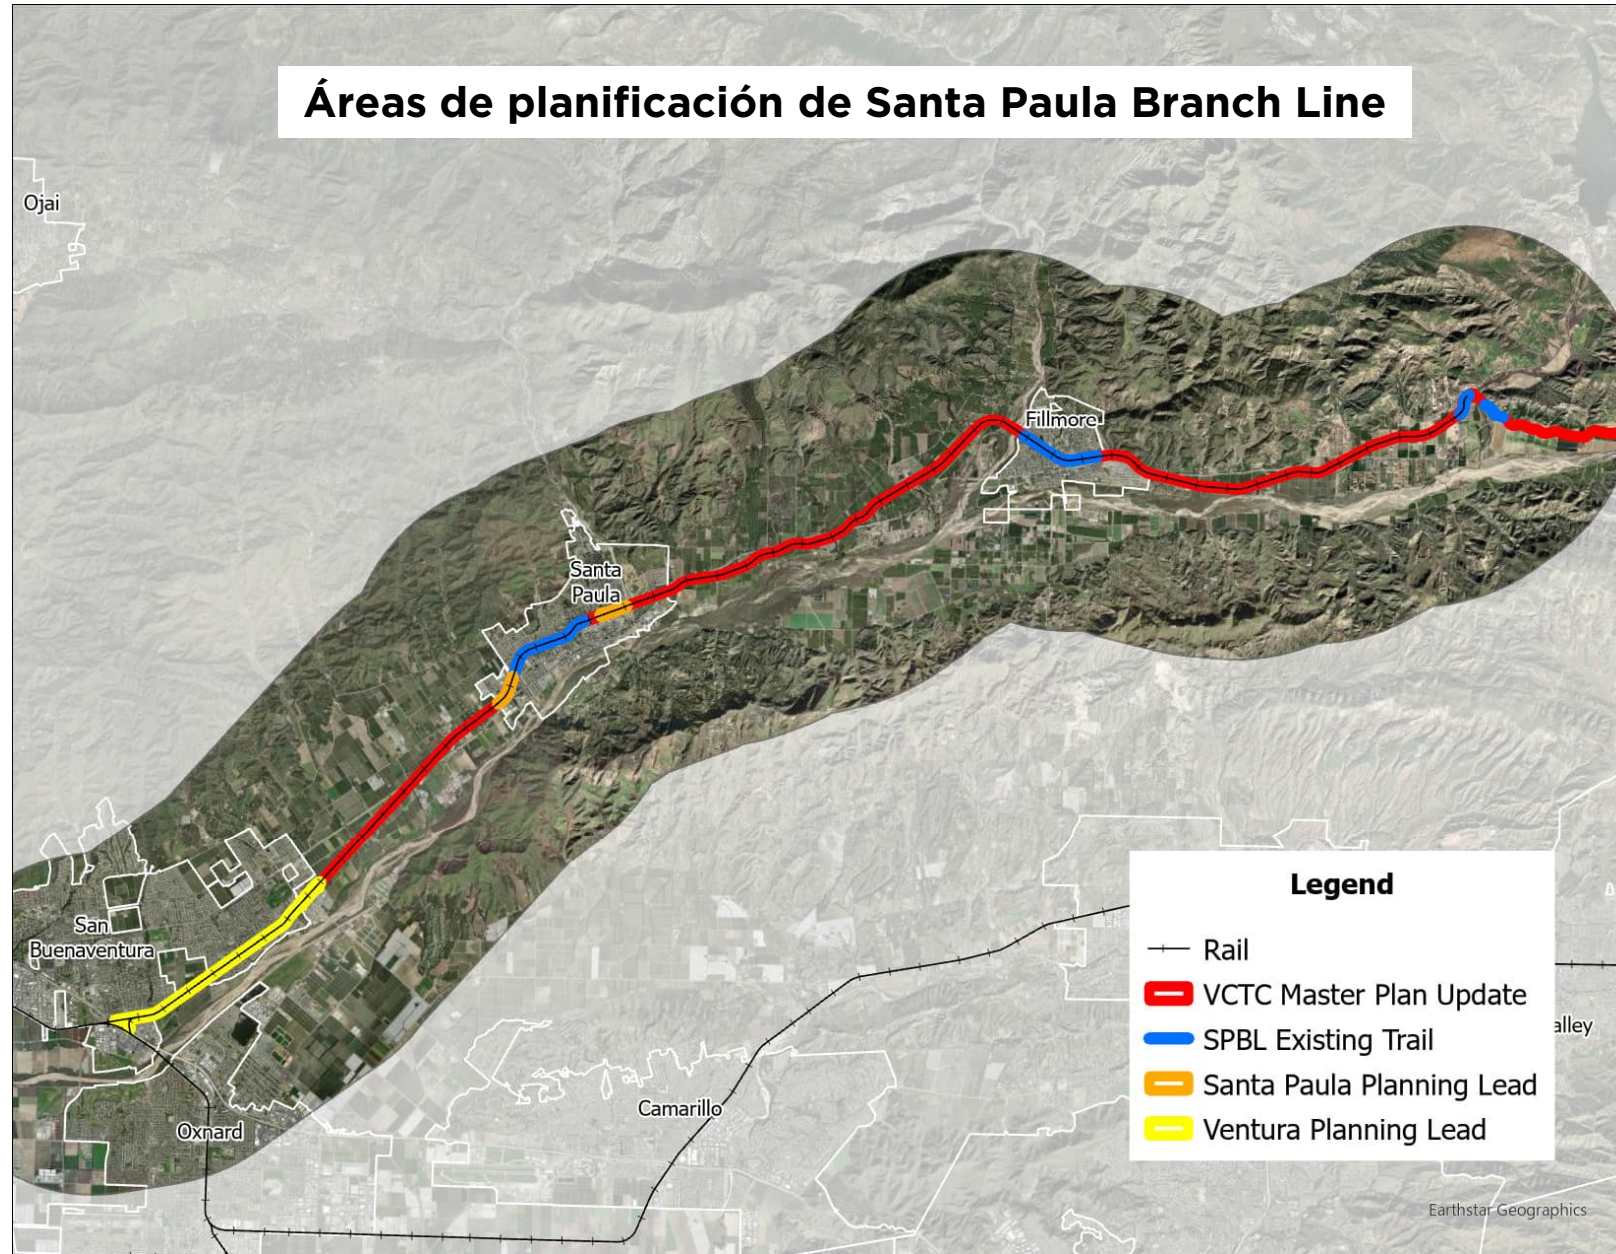 Áreas de planificación de Santa Paula Branch Line
Ojai
Fillmore
Santa
Paula
San
Buenaventura
Oxnard
Camarillo
alley
Legend
Rail
VCTC Master Plan Update
SPBL Existing Trail
Santa Paula Planning Lead
Ventura Planning Lead
Earthstar Geographics